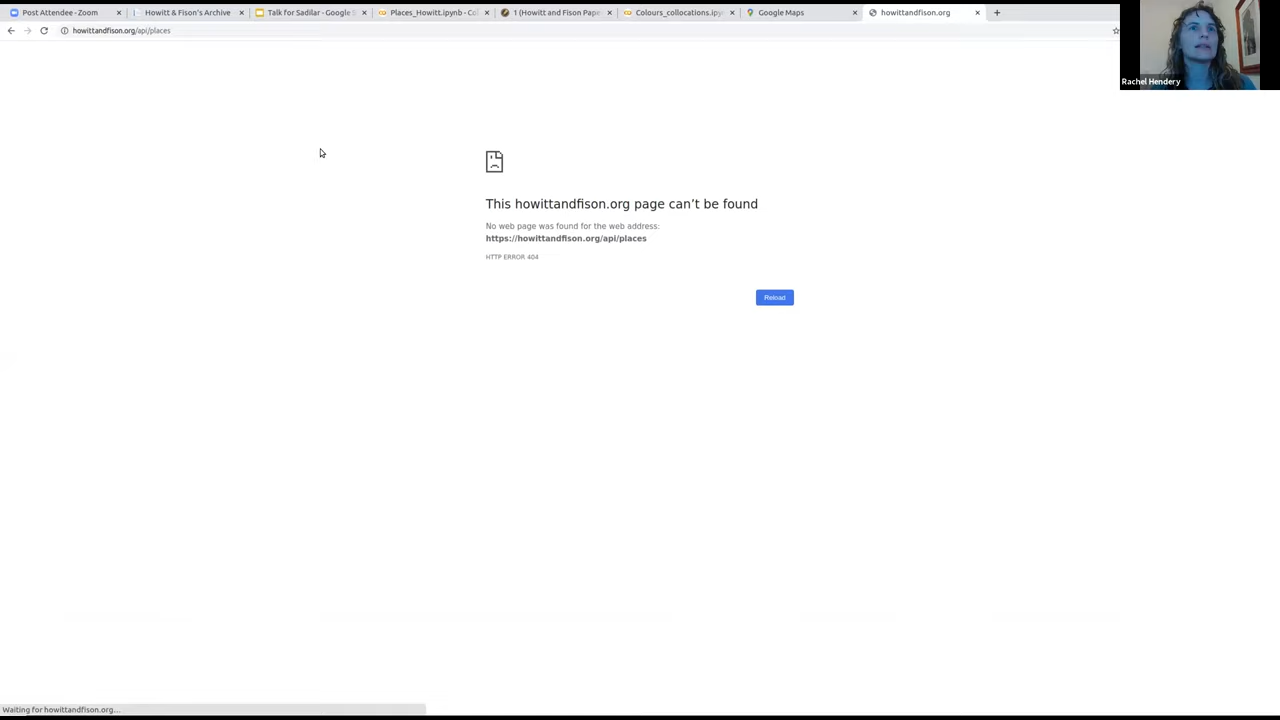 Post Attendee - Zoom
Howitt & Fison's Archive
Talk for Sadilar - Google S
Places_Howitt.ipynb - Col
1 (Howitt and Fison Pape
Colours_collocations.ipy
Google Maps
howittandfison.org
howittandfison.org/api/places
Rachel Hendery
This howittandfison.org page can't be found
No web page was found for the web address:
https://howittandfison.org/api/places
HTTP ERROR 404
Reload
Waiting for howittandfison.org...